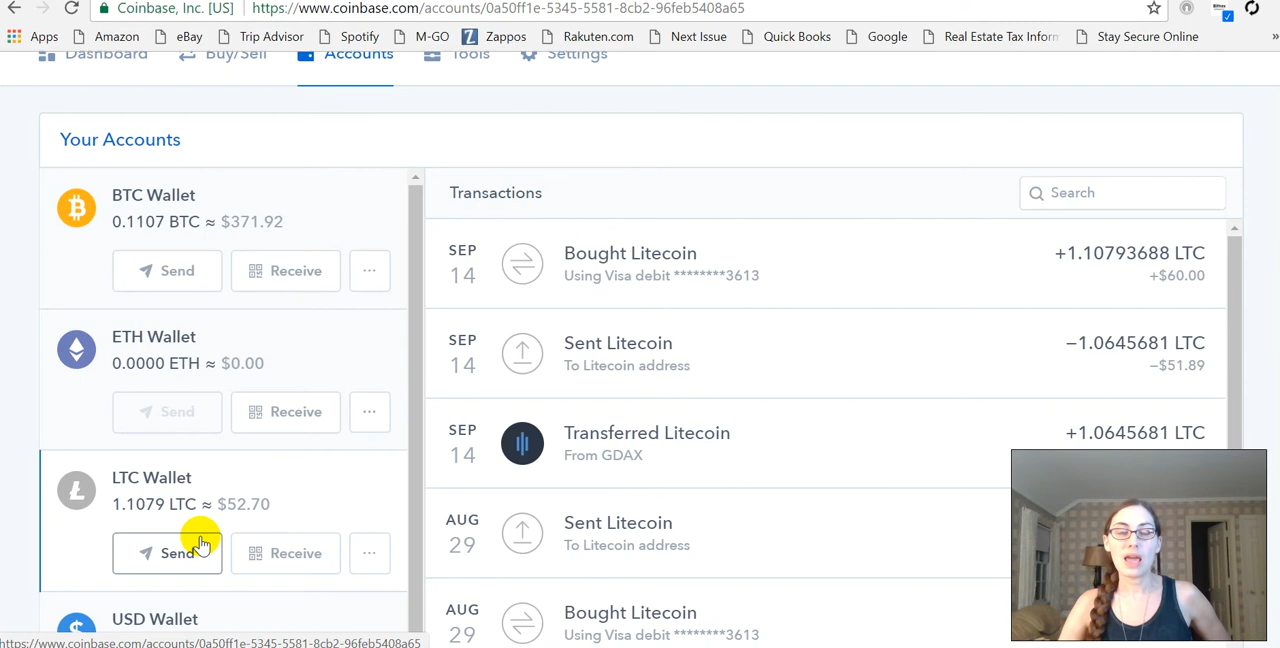 Coinbase, Inc. [US] https://www.coinbase.com/accounts/0a50ff1e-5345-5581-8cb2-96feb5408a65
Apps Amazon eBay Trip Advisor Spotify M-GO Zappos Rakuten.com Next Issue Quick Books Google Real Estate Tax Inforn Stay Secure Online »
Dashboard Buy/Sell Accounts Tools Settings
Your Accounts
BTC Wallet
0.1107 BTC ≈ $371.92
Send Receive ...
ETH Wallet
0.0000 ETH ≈ $0.00
Send Receive ...
LTC Wallet
1.1079 LTC ≈ $52.70
Send Receive ...
USD Wallet
Transactions Search
SEP 14
Bought Litecoin +1.10793688 LTC
Using Visa debit ********3613 +$60.00
SEP 14
Sent Litecoin −1.0645681 LTC
To Litecoin address −$51.89
SEP 14
Transferred Litecoin +1.0645681 LTC
From GDAX
AUG 29
Sent Litecoin
To Litecoin address
AUG 29
Bought Litecoin
Using Visa debit ********3613
https://www.coinbase.com/accounts/0a50ff1e-5345-5581-8cb2-96feb5408a65